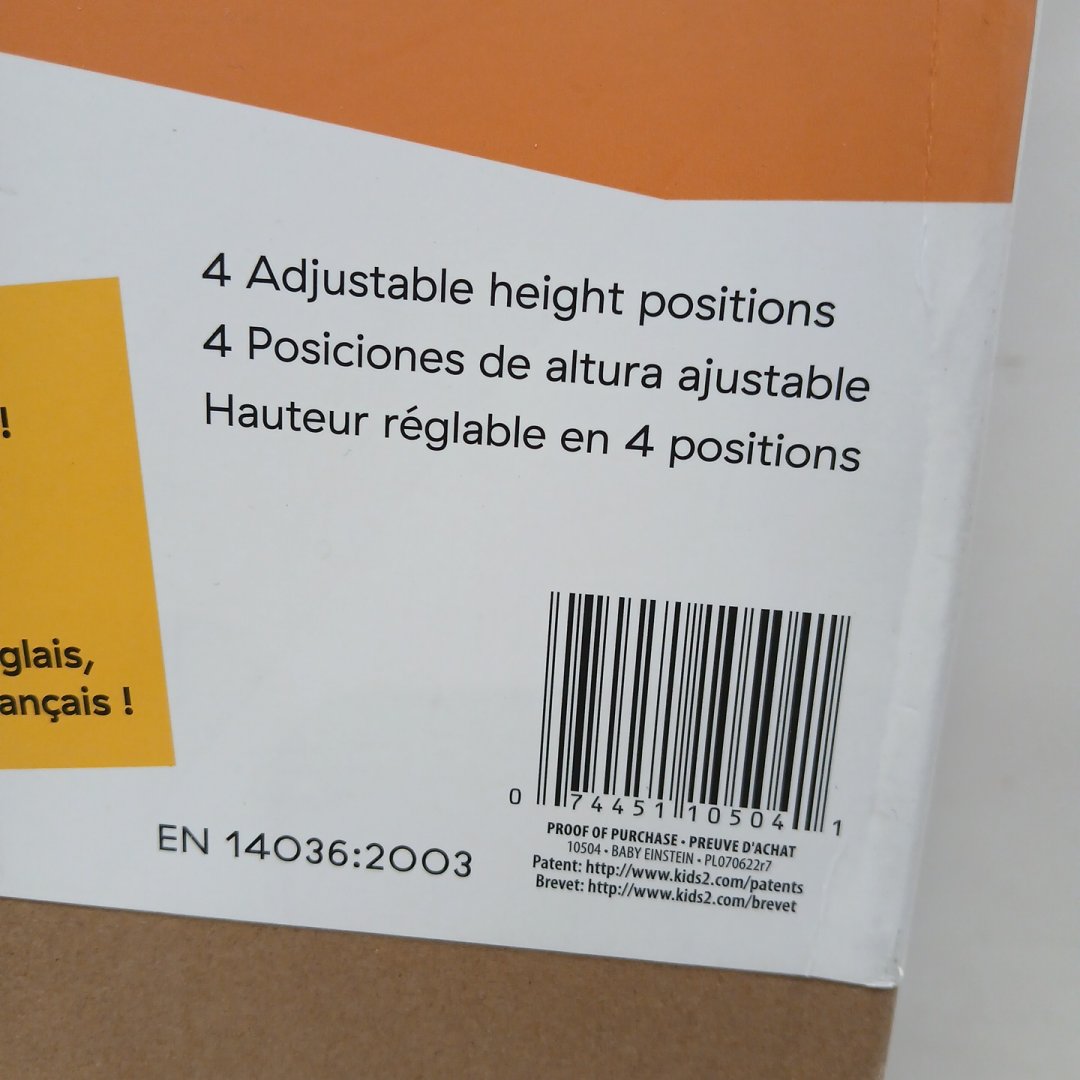 4 Adjustable height positions
4 Posiciones de altura ajustable
Hauteur réglable en 4 positions
!
glais,
ançais !
0 74451 10504 1
PROOF OF PURCHASE • PREUVE D'ACHAT
10504 • BABY EINSTEIN • PL070622r7
Patent: http://www.kids2.com/patents
Brevet: http://www.kids2.com/brevet
EN 14036:2003